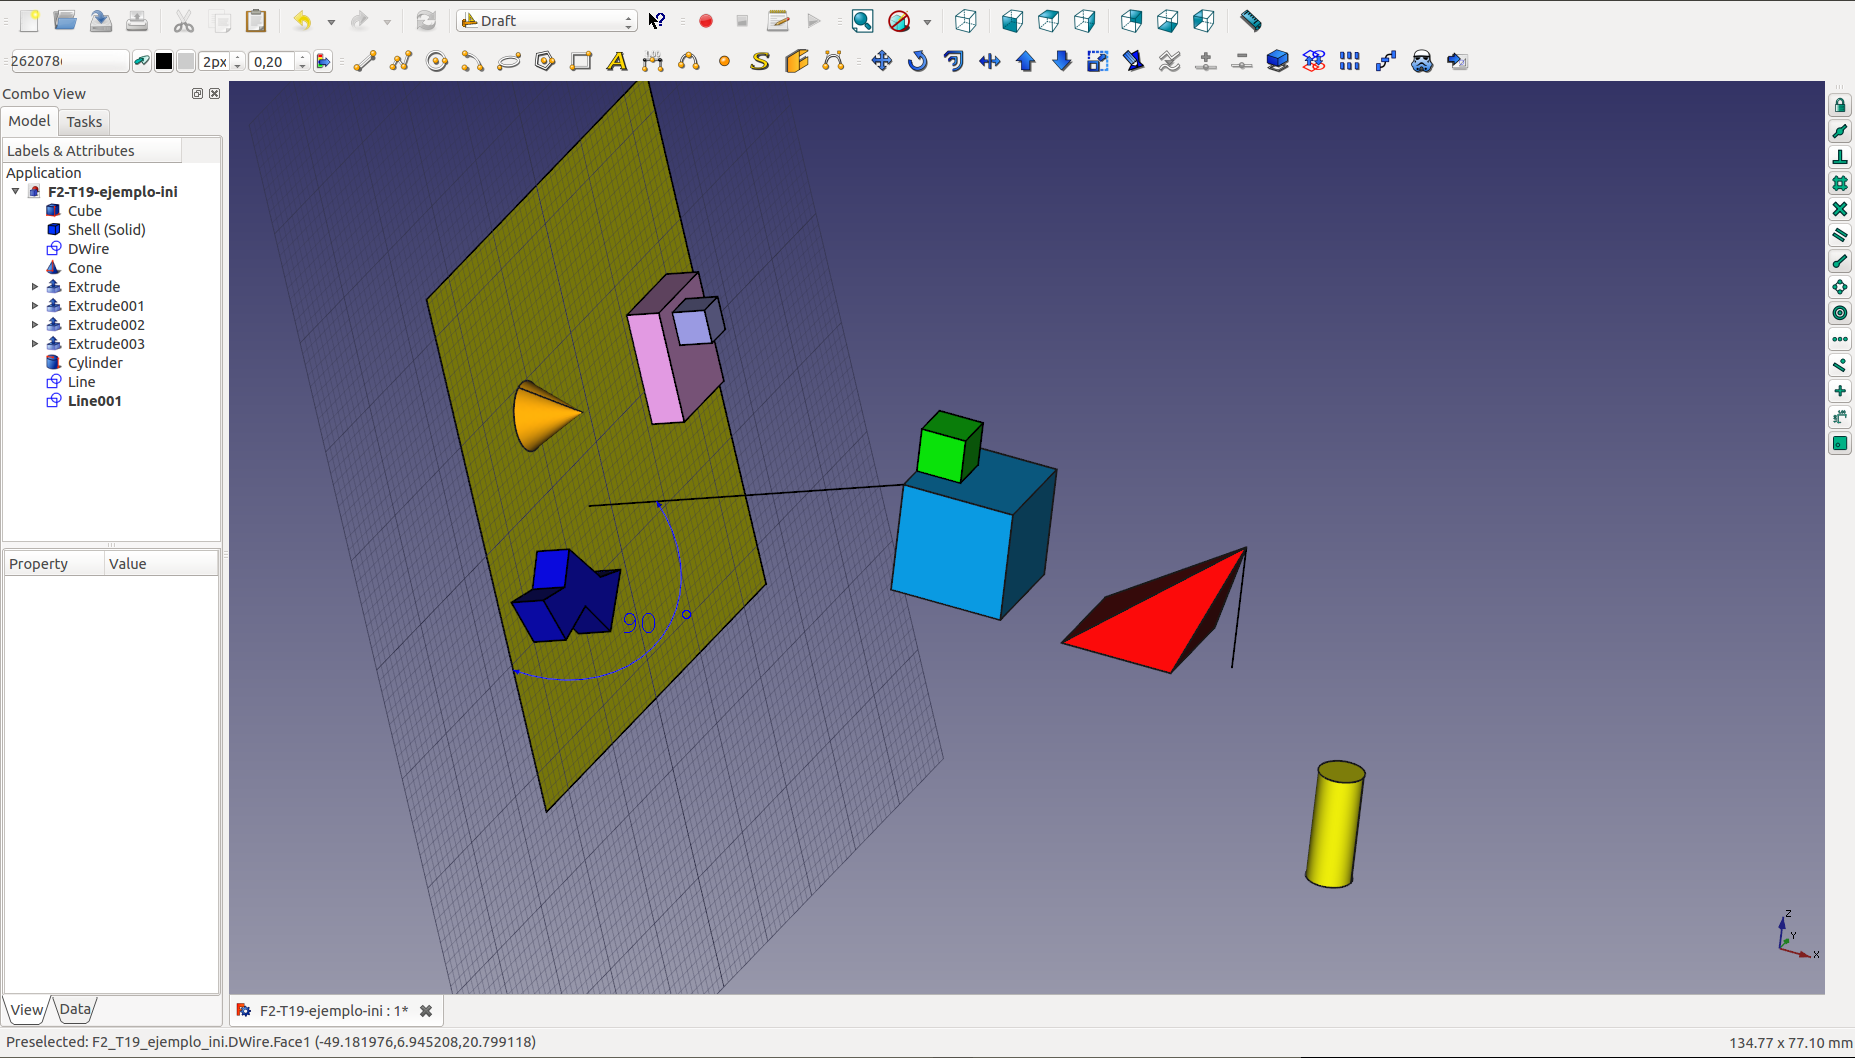 Draft
262078
2px
0,20
Combo View
Model
Tasks
Labels & Attributes
Application
F2-T19-ejemplo-ini
Cube
Shell (Solid)
DWire
Cone
Extrude
Extrude001
Extrude002
Extrude003
Cylinder
Line
Line001
Property
Value
View
Data
90 °
Z
Y
X
F2-T19-ejemplo-ini : 1*
Preselected: F2_T19_ejemplo_ini.DWire.Face1 (-49.181976,6.945208,20.799118)
134.77 x 77.10 mm